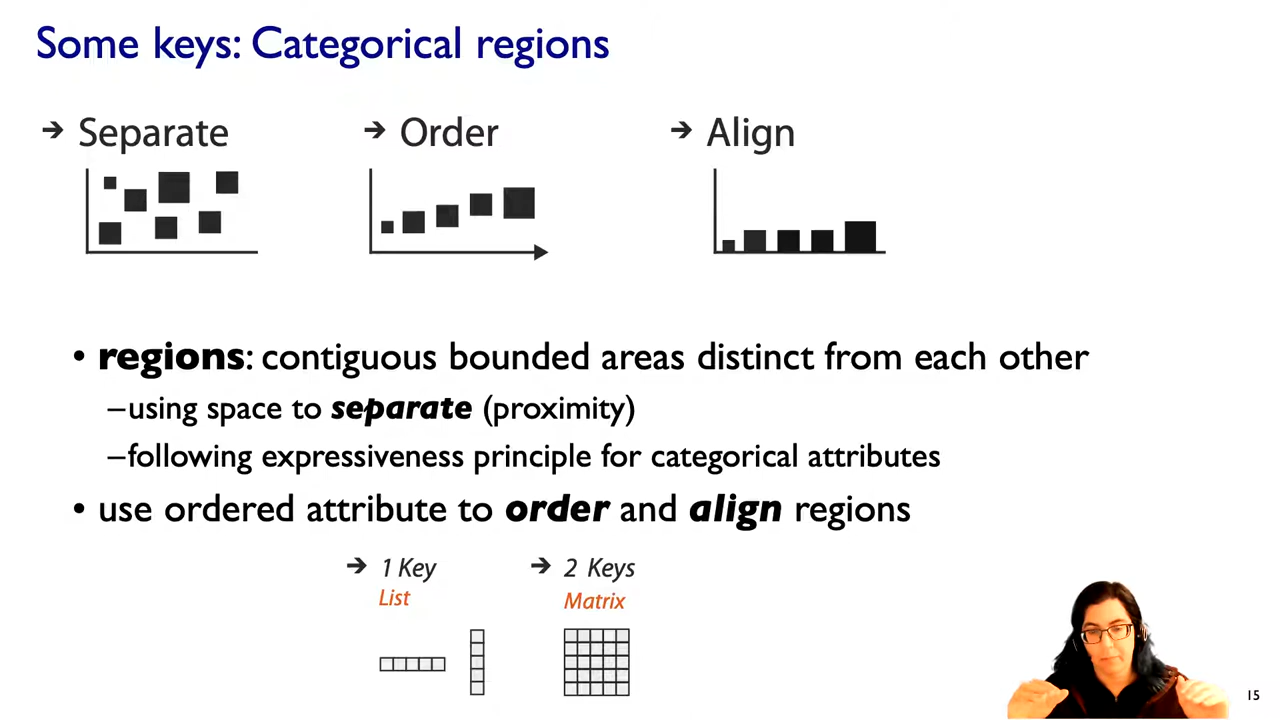 Some keys: Categorical regions
➔ Separate
➔ Order
➔ Align
• regions: contiguous bounded areas distinct from each other
–using space to separate (proximity)
–following expressiveness principle for categorical attributes
• use ordered attribute to order and align regions
➔ 1 Key
List
➔ 2 Keys
Matrix
15